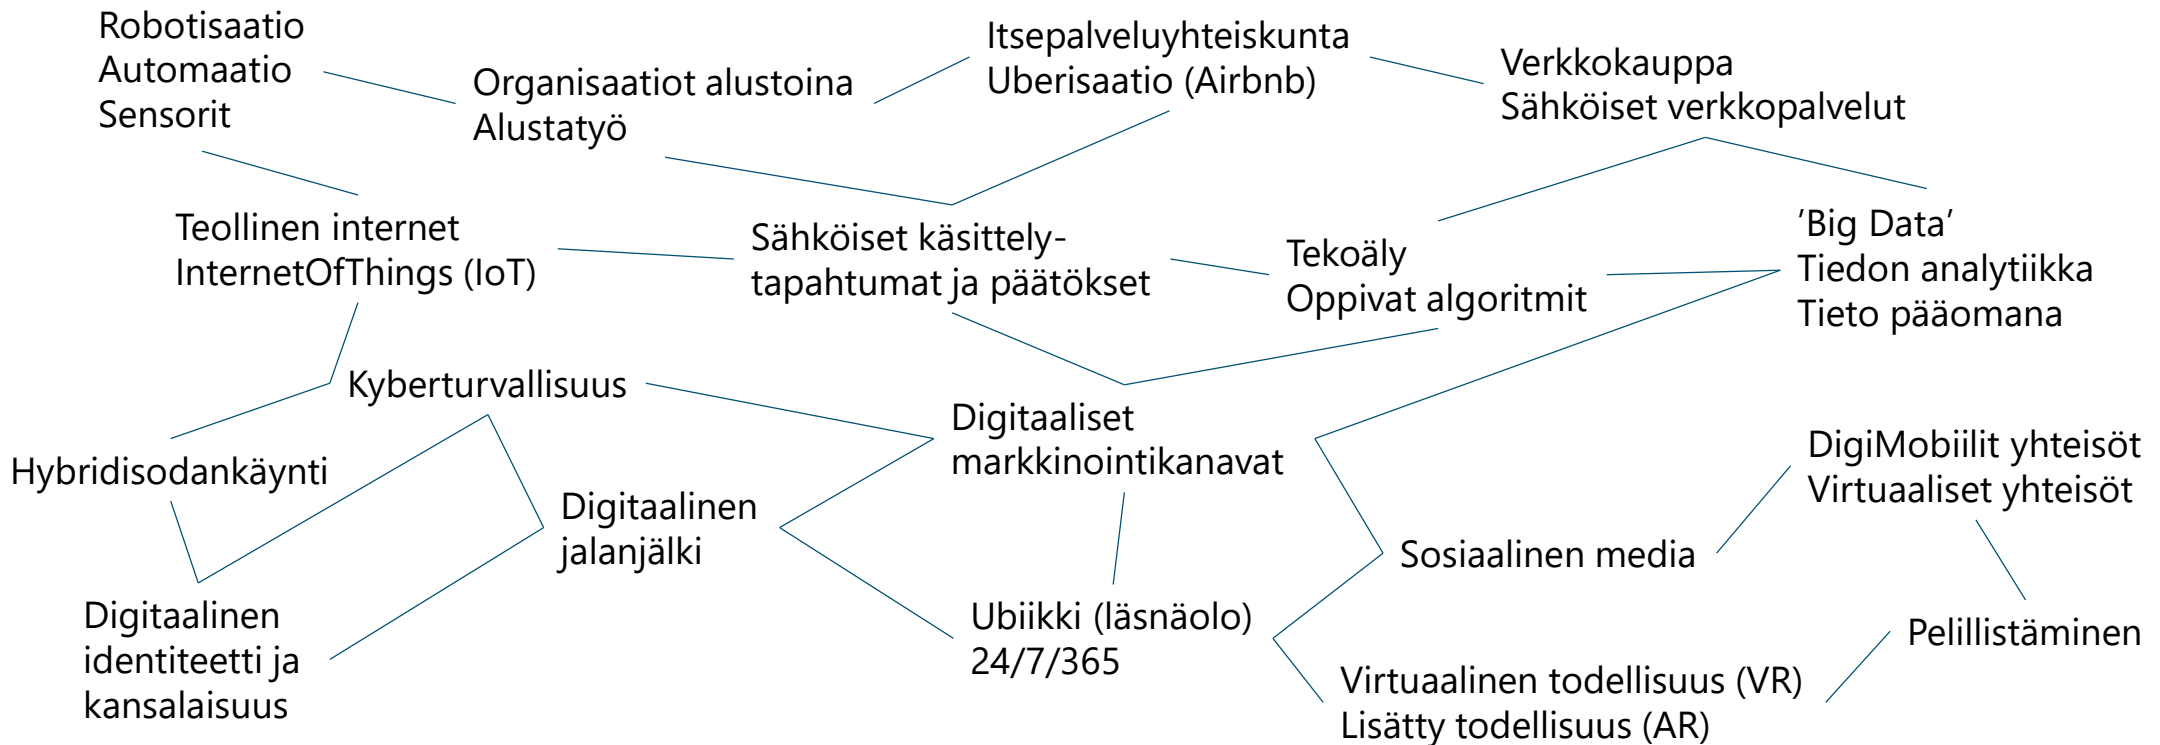 Robotisaatio
Automaatio
Sensorit
Organisaatiot alustoina
Alustatyö
Itsepalveluyhteiskunta
Uberisaatio (Airbnb)
Verkkokauppa
Sähköiset verkkopalvelut
Teollinen internet
InternetOfThings (IoT)
Sähköiset käsittely-
tapahtumat ja päätökset
Tekoäly
Oppivat algoritmit
’Big Data’
Tiedon analytiikka
Tieto pääomana
Kyberturvallisuus
Hybridisodankäynti
Digitaalinen
jalanjälki
Digitaaliset
markkinointikanavat
DigiMobiilit yhteisöt
Virtuaaliset yhteisöt
Sosiaalinen media
Digitaalinen
identiteetti ja
kansalaisuus
Ubiikki (läsnäolo)
24/7/365
Pelillistäminen
Virtuaalinen todellisuus (VR)
Lisätty todellisuus (AR)